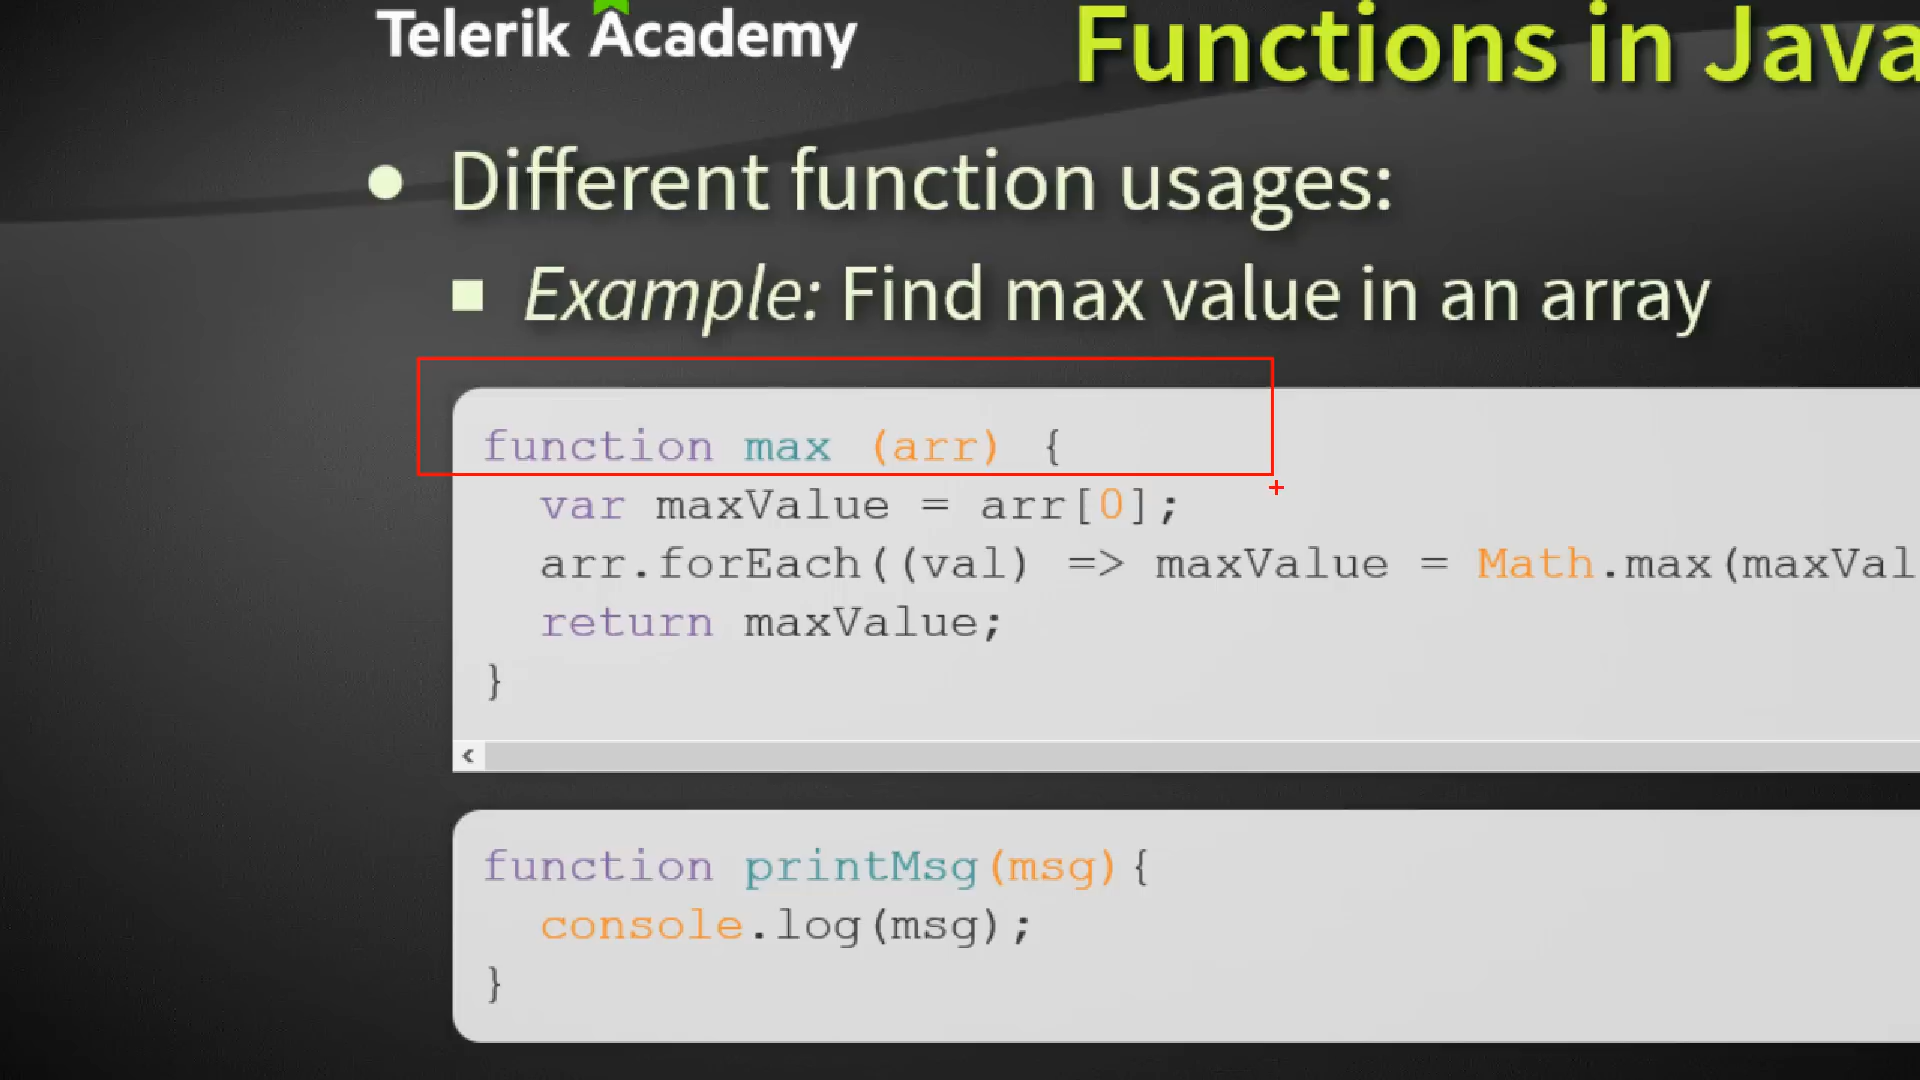 Telerik Academy
Functions in Java
Different function usages:
Example: Find max value in an array
function max (arr) {
var maxValue = arr[0];
arr.forEach((val) => maxValue = Math.max(maxVal
return maxValue;
}
function printMsg(msg){
console.log(msg);
}